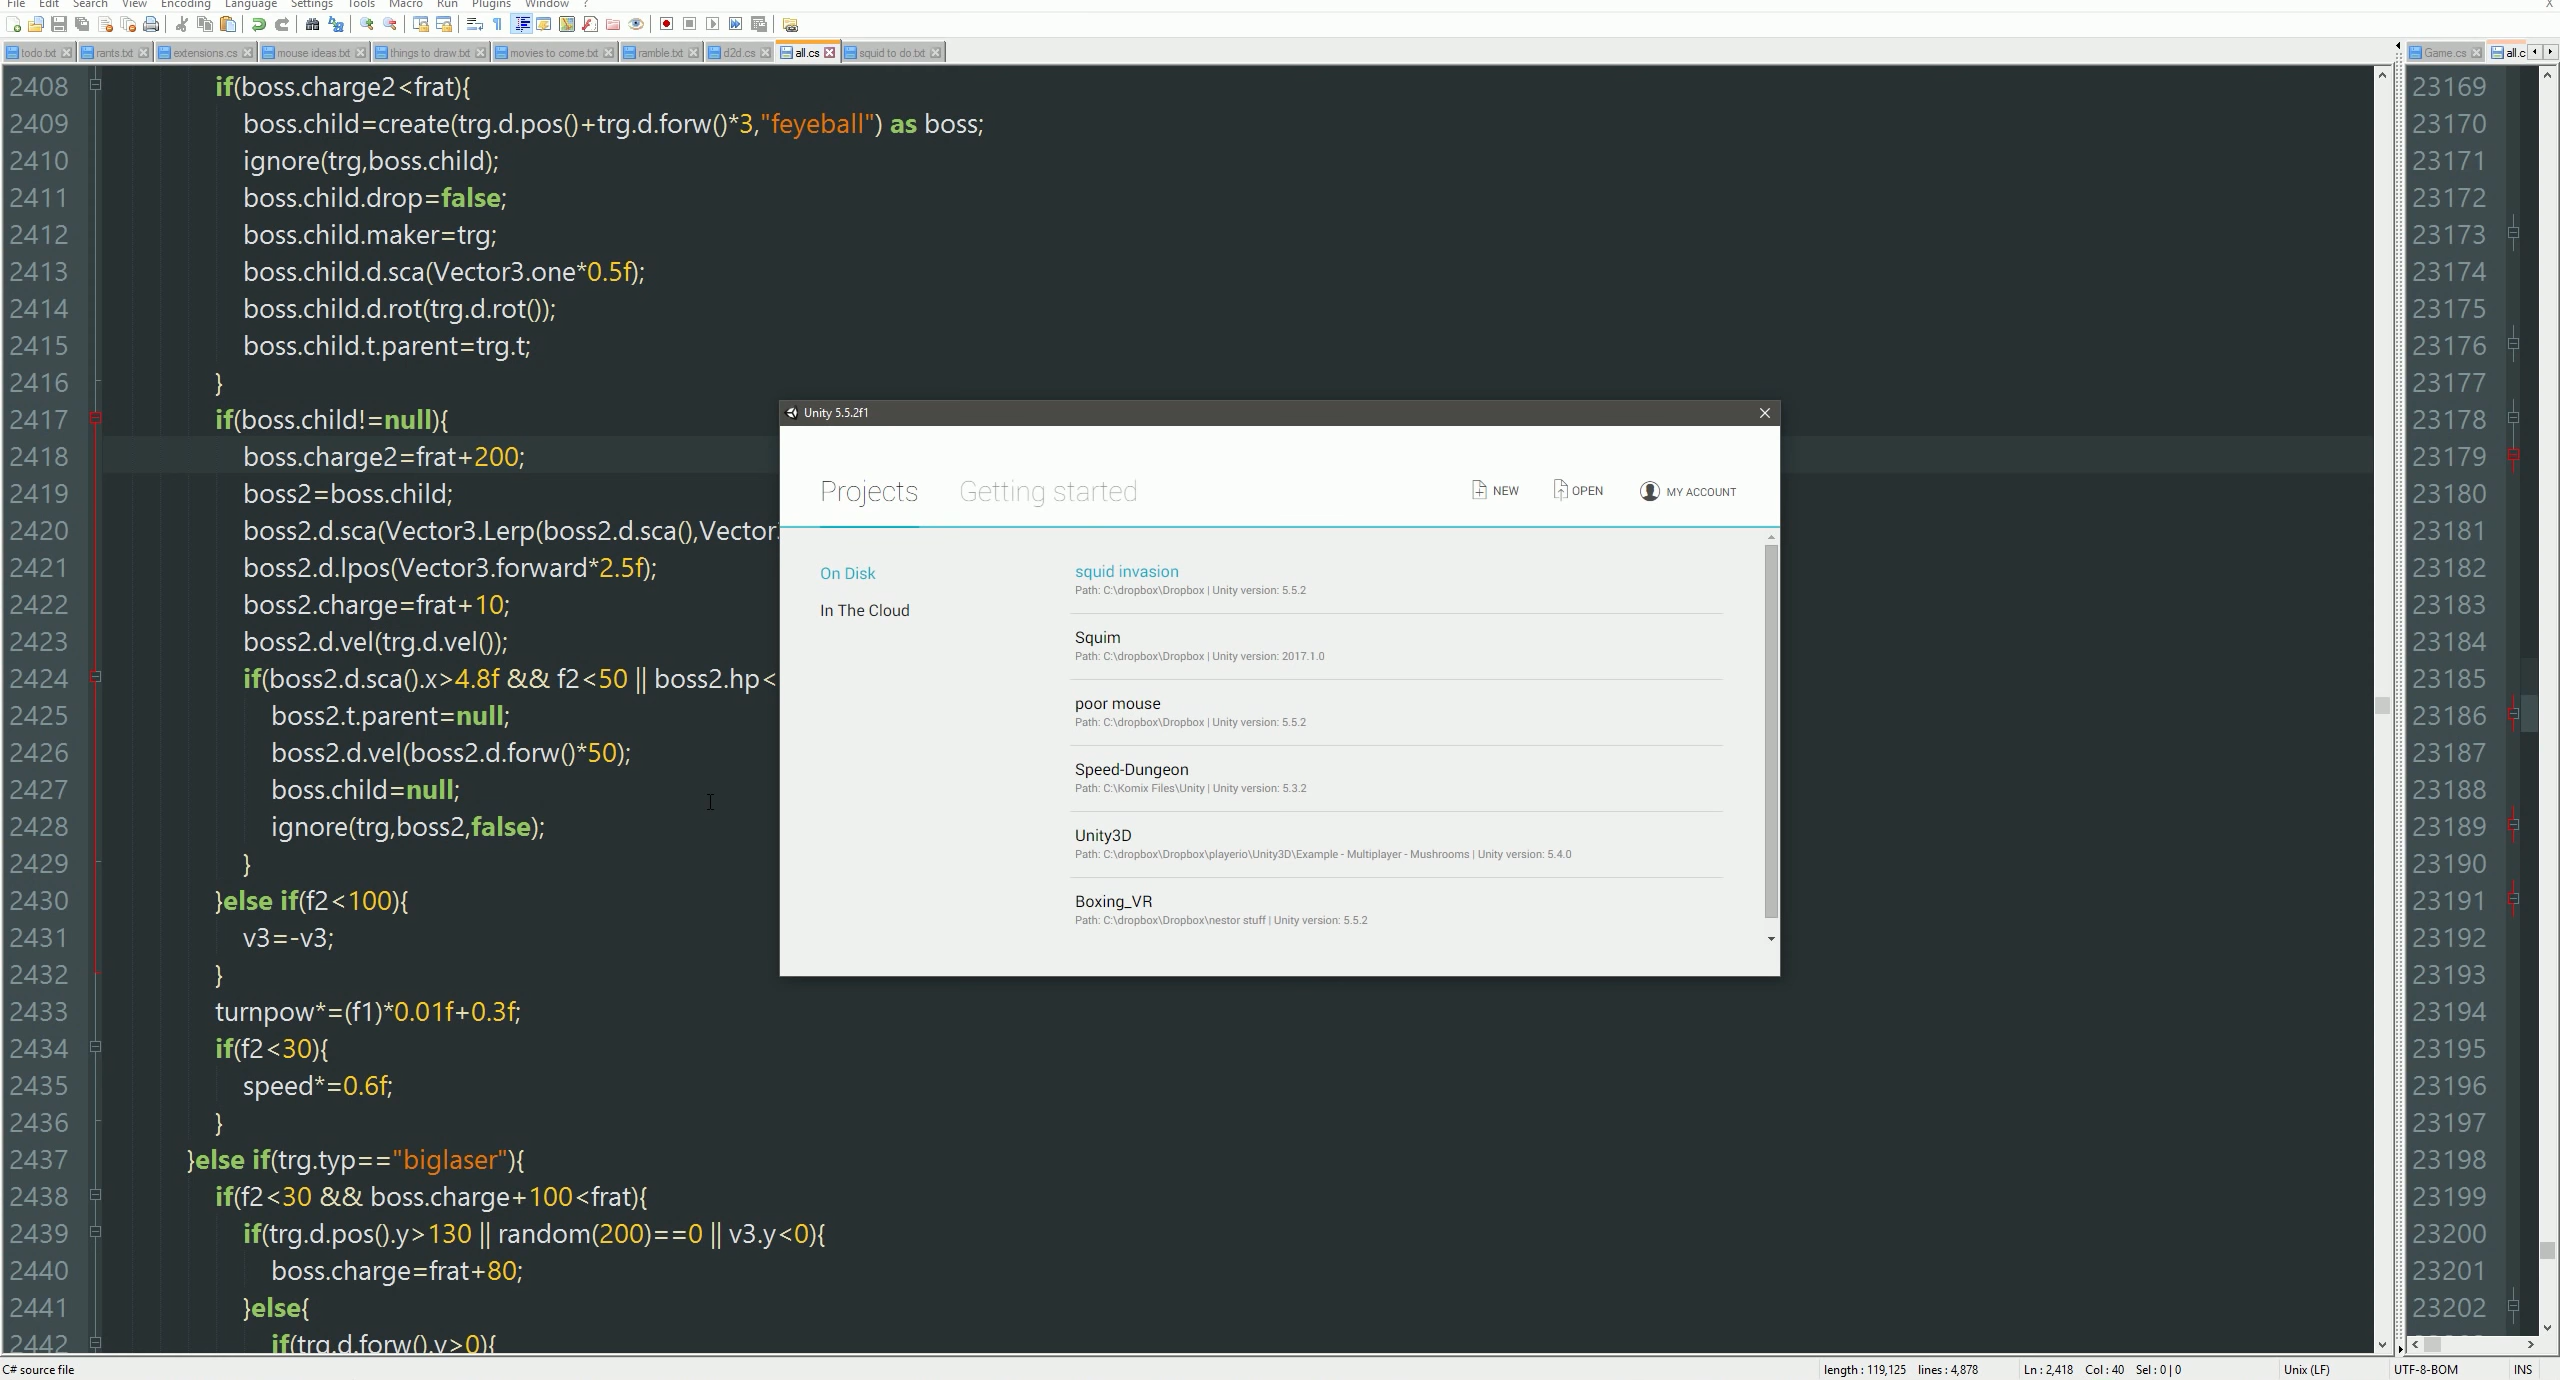 File Edit Search View Encoding Language Settings Tools Macro Run Plugins Window ? X
todo.txt rants.txt extensions.cs mouse ideas.txt things to draw.txt movies to come.txt ramble.txt d2d.cs all.cs squid to do.txt Game.cs all.c
2408 if(boss.charge2<frat){
2409 boss.child=create(trg.d.pos()+trg.d.forw()*3,"feyeball") as boss;
2410 ignore(trg,boss.child);
2411 boss.child.drop=false;
2412 boss.child.maker=trg;
2413 boss.child.d.sca(Vector3.one*0.5f);
2414 boss.child.d.rot(trg.d.rot());
2415 boss.child.t.parent=trg.t;
2416 }
2417 if(boss.child!=null){
2418 boss.charge2=frat+200;
2419 boss2=boss.child;
2420 boss2.d.sca(Vector3.Lerp(boss2.d.sca(),Vector
2421 boss2.d.lpos(Vector3.forward*2.5f);
2422 boss2.charge=frat+10;
2423 boss2.d.vel(trg.d.vel());
2424 if(boss2.d.sca().x>4.8f && f2<50 || boss2.hp<
2425 boss2.t.parent=null;
2426 boss2.d.vel(boss2.d.forw()*50);
2427 boss.child=null;
2428 ignore(trg,boss2,false);
2429 }
2430 }else if(f2<100){
2431 v3=-v3;
2432 }
2433 turnpow*=(f1)*0.01f+0.3f;
2434 if(f2<30){
2435 speed*=0.6f;
2436 }
2437 }else if(trg.typ=="biglaser"){
2438 if(f2<30 && boss.charge+100<frat){
2439 if(trg.d.pos().y>130 || random(200)==0 || v3.y<0){
2440 boss.charge=frat+80;
2441 }else{
2442 if(trg.d.forw().y>0){
Unity 5.5.2f1
Projects Getting started NEW OPEN MY ACCOUNT
On Disk
In The Cloud
squid invasion
Path: C:\dropbox\Dropbox | Unity version: 5.5.2
Squim
Path: C:\dropbox\Dropbox | Unity version: 2017.1.0
poor mouse
Path: C:\dropbox\Dropbox | Unity version: 5.5.2
Speed-Dungeon
Path: C:\Komix Files\Unity | Unity version: 5.3.2
Unity3D
Path: C:\dropbox\Dropbox\playerio\Unity3D\Example - Multiplayer - Mushrooms | Unity version: 5.4.0
Boxing_VR
Path: C:\dropbox\Dropbox\nestor stuff | Unity version: 5.5.2
23169
23170
23171
23172
23173
23174
23175
23176
23177
23178
23179
23180
23181
23182
23183
23184
23185
23186
23187
23188
23189
23190
23191
23192
23193
23194
23195
23196
23197
23198
23199
23200
23201
23202
C# source file length : 119,125 lines : 4,878 Ln : 2,418 Col : 40 Sel : 0 | 0 Unix (LF) UTF-8-BOM INS